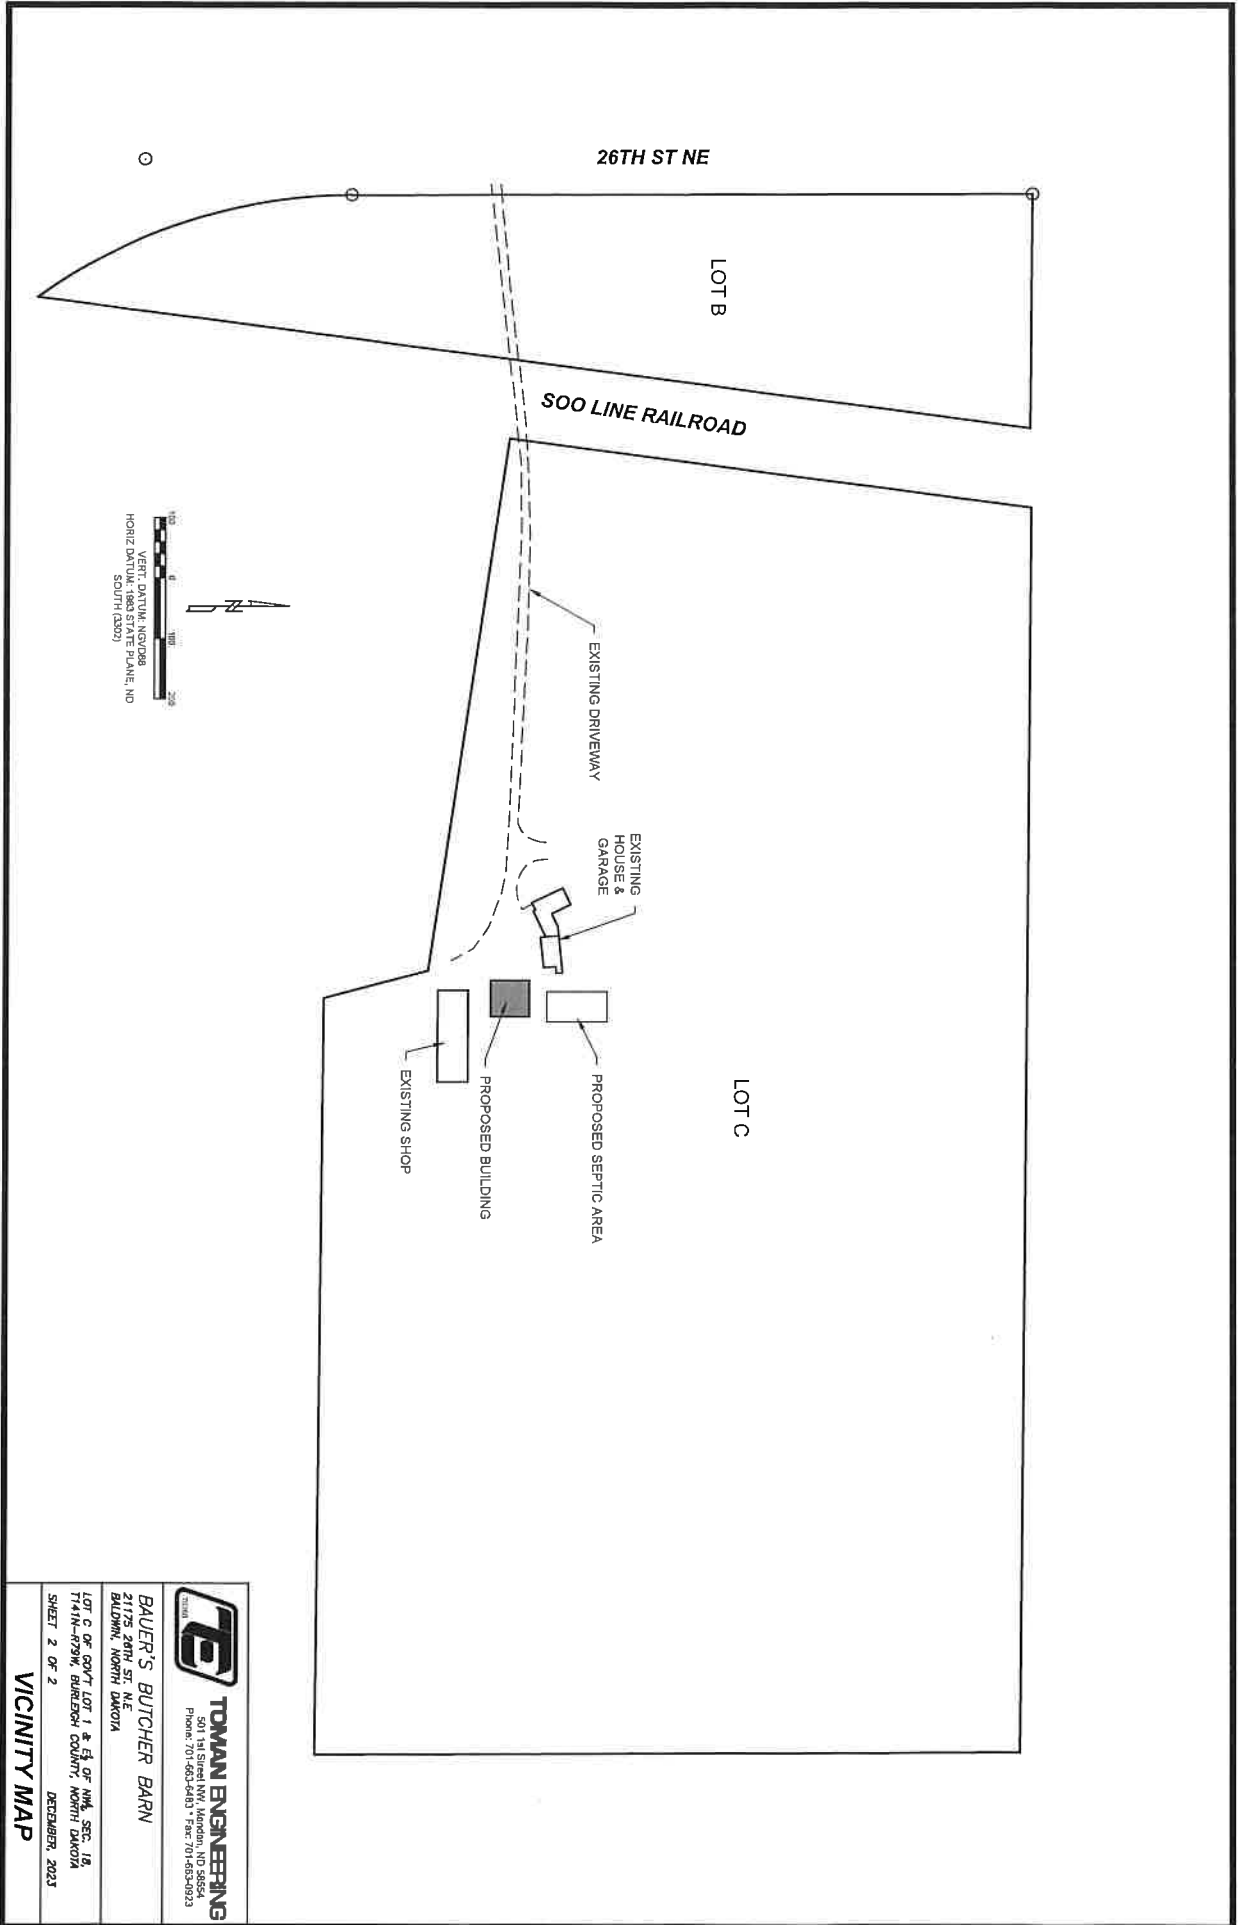 26TH ST NE
LOT B
SOO LINE RAILROAD
EXISTING DRIVEWAY
EXISTING
HOUSE &
GARAGE
LOT C
PROPOSED SEPTIC AREA
PROPOSED BUILDING
EXISTING SHOP
N
100 0 100 200
VERT. DATUM: NGVD88
HORIZ DATUM: 1983 STATE PLANE, ND
SOUTH (3302)
TE
TOMAN ENGINEERING
501 1st Street NW, Mandan, ND 58554
Phone: 701-663-6483 * Fax: 701-663-0923
BAUER'S BUTCHER BARN
21175 26TH ST. N.E
BALDWIN, NORTH DAKOTA
LOT C OF GOV'T LOT 1 & E½ OF NW¼ SEC. 18,
T141N-R79W, BURLEIGH COUNTY, NORTH DAKOTA
SHEET 2 OF 2 DECEMBER, 2023
VICINITY MAP